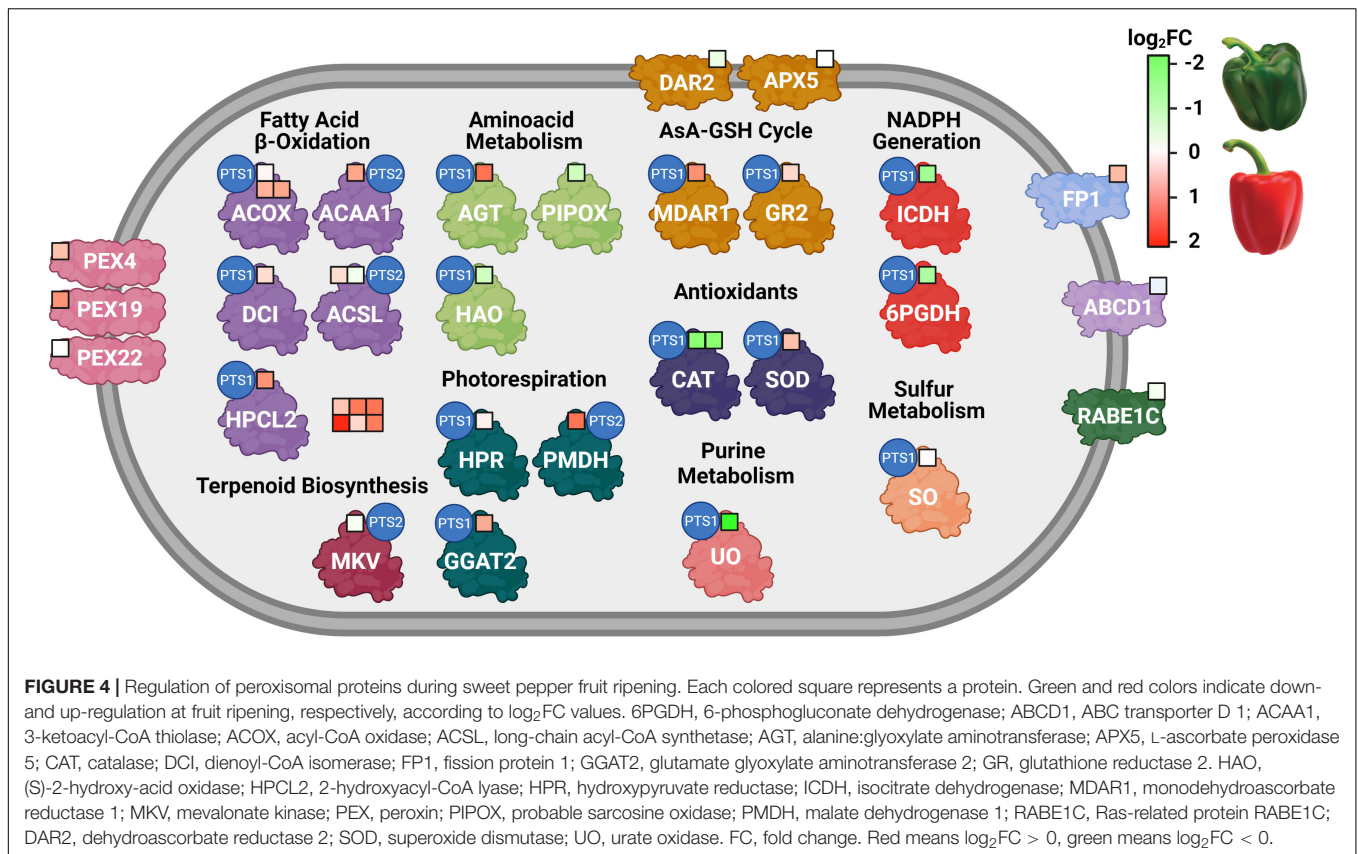 log₂FC
-2
-1
0
1
2
DAR2
APX5
Fatty Acid
β-Oxidation
PTS1
ACOX
PTS2
ACAA1
PTS1
DCI
PTS2
ACSL
PTS1
HPCL2
Aminoacid
Metabolism
PTS1
AGT
PIPOX
PTS1
HAO
AsA-GSH Cycle
PTS1
MDAR1
PTS1
GR2
NADPH
Generation
PTS1
ICDH
PTS1
6PGDH
FP1
ABCD1
RABE1C
PEX4
PEX19
PEX22
Antioxidants
PTS1
CAT
PTS1
SOD
Photorespiration
PTS1
HPR
PTS2
PMDH
PTS1
GGAT2
Sulfur
Metabolism
PTS1
SO
Purine
Metabolism
PTS1
UO
Terpenoid Biosynthesis
PTS2
MKV
FIGURE 4 | Regulation of peroxisomal proteins during sweet pepper fruit ripening. Each colored square represents a protein. Green and red colors indicate down-
and up-regulation at fruit ripening, respectively, according to log₂FC values. 6PGDH, 6-phosphogluconate dehydrogenase; ABCD1, ABC transporter D 1; ACAA1,
3-ketoacyl-CoA thiolase; ACOX, acyl-CoA oxidase; ACSL, long-chain acyl-CoA synthetase; AGT, alanine:glyoxylate aminotransferase; APX5, L-ascorbate peroxidase
5; CAT, catalase; DCI, dienoyl-CoA isomerase; FP1, fission protein 1; GGAT2, glutamate glyoxylate aminotransferase 2; GR, glutathione reductase 2. HAO,
(S)-2-hydroxy-acid oxidase; HPCL2, 2-hydroxyacyl-CoA lyase; HPR, hydroxypyruvate reductase; ICDH, isocitrate dehydrogenase; MDAR1, monodehydroascorbate
reductase 1; MKV, mevalonate kinase; PEX, peroxin; PIPOX, probable sarcosine oxidase; PMDH, malate dehydrogenase 1; RABE1C, Ras-related protein RABE1C;
DAR2, dehydroascorbate reductase 2; SOD, superoxide dismutase; UO, urate oxidase. FC, fold change. Red means log₂FC > 0, green means log₂FC < 0.